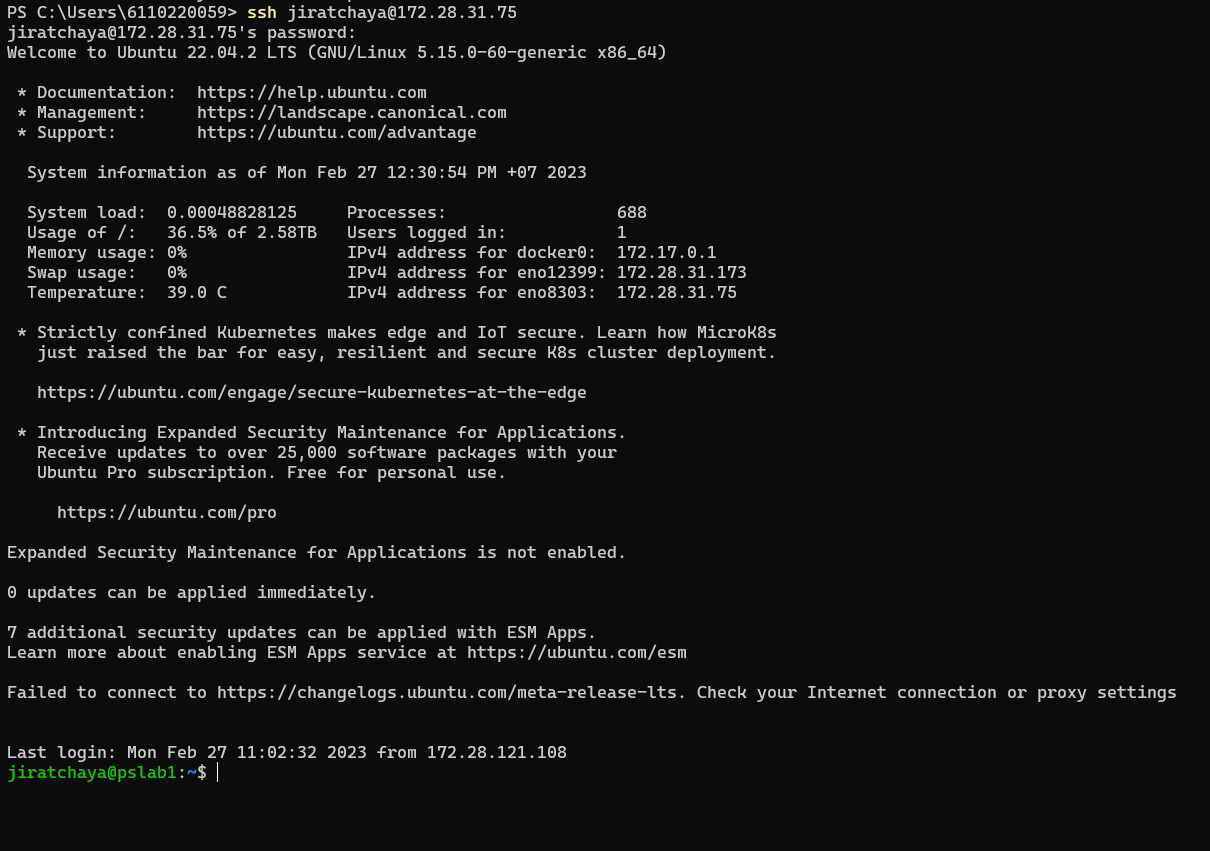 PS C:\Users\6110220059> ssh jiratchaya@172.28.31.75
jiratchaya@172.28.31.75's password:
Welcome to Ubuntu 22.04.2 LTS (GNU/Linux 5.15.0-60-generic x86_64)

 * Documentation:  https://help.ubuntu.com
 * Management:     https://landscape.canonical.com
 * Support:        https://ubuntu.com/advantage

  System information as of Mon Feb 27 12:30:54 PM +07 2023

  System load:  0.00048828125     Processes:                 688
  Usage of /:   36.5% of 2.58TB   Users logged in:           1
  Memory usage: 0%                IPv4 address for docker0:  172.17.0.1
  Swap usage:   0%                IPv4 address for eno12399: 172.28.31.173
  Temperature:  39.0 C            IPv4 address for eno8303:  172.28.31.75

 * Strictly confined Kubernetes makes edge and IoT secure. Learn how MicroK8s
   just raised the bar for easy, resilient and secure K8s cluster deployment.

   https://ubuntu.com/engage/secure-kubernetes-at-the-edge

 * Introducing Expanded Security Maintenance for Applications.
   Receive updates to over 25,000 software packages with your
   Ubuntu Pro subscription. Free for personal use.

     https://ubuntu.com/pro

Expanded Security Maintenance for Applications is not enabled.

0 updates can be applied immediately.

7 additional security updates can be applied with ESM Apps.
Learn more about enabling ESM Apps service at https://ubuntu.com/esm

Failed to connect to https://changelogs.ubuntu.com/meta-release-lts. Check your Internet connection or proxy settings

Last login: Mon Feb 27 11:02:32 2023 from 172.28.121.108
jiratchaya@pslab1:~$